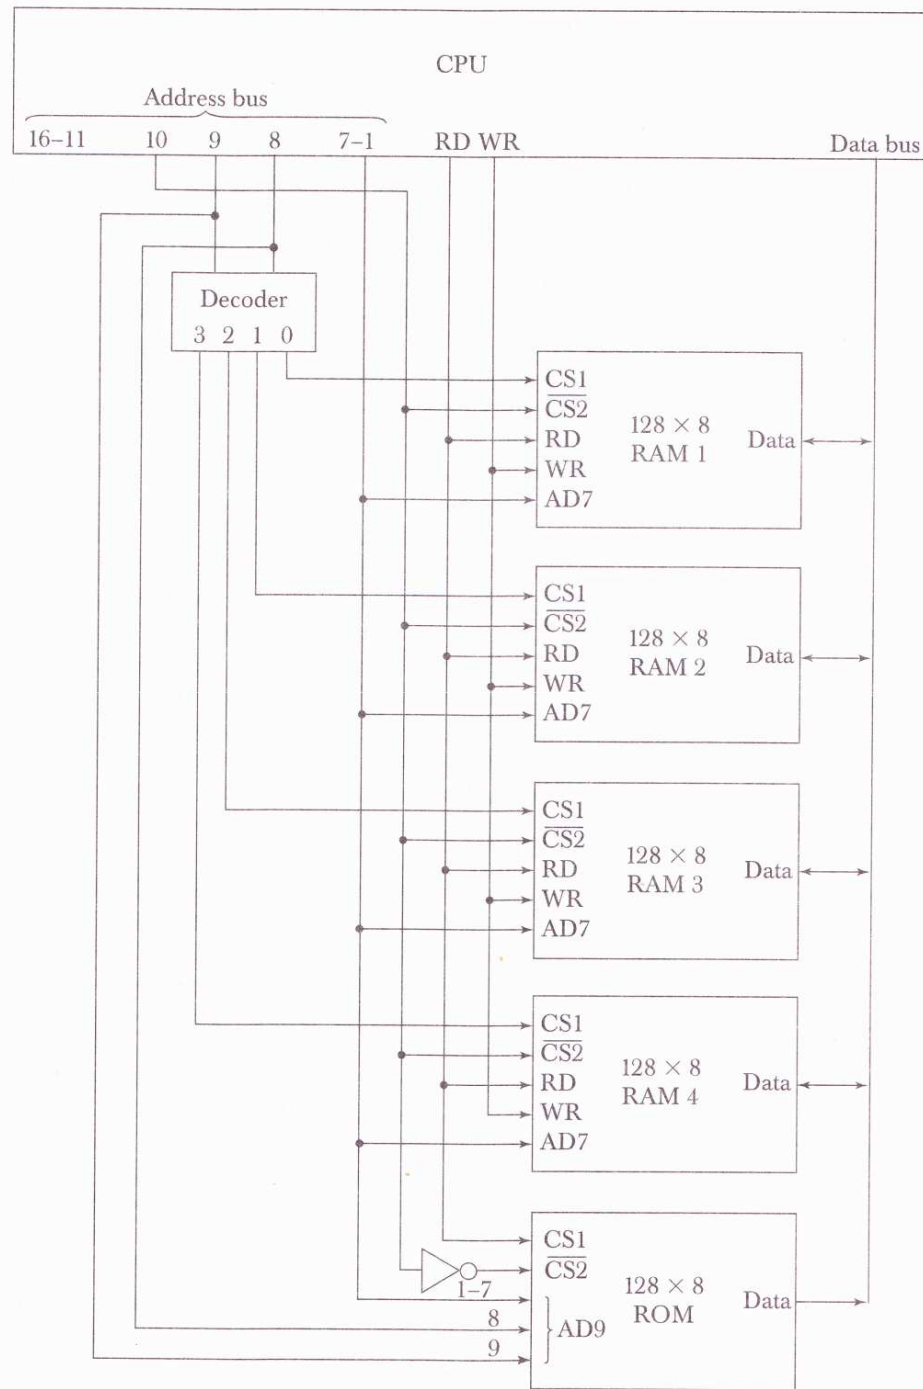 CPU
Address bus
16–11 10 9 8 7–1 RD WR Data bus
Decoder
3 2 1 0
CS1
CS2
RD
WR
AD7
128 × 8
RAM 1
Data
CS1
CS2
RD
WR
AD7
128 × 8
RAM 2
Data
CS1
CS2
RD
WR
AD7
128 × 8
RAM 3
Data
CS1
CS2
RD
WR
AD7
128 × 8
RAM 4
Data
CS1
CS2
1–7
8
9
AD9
128 × 8
ROM
Data